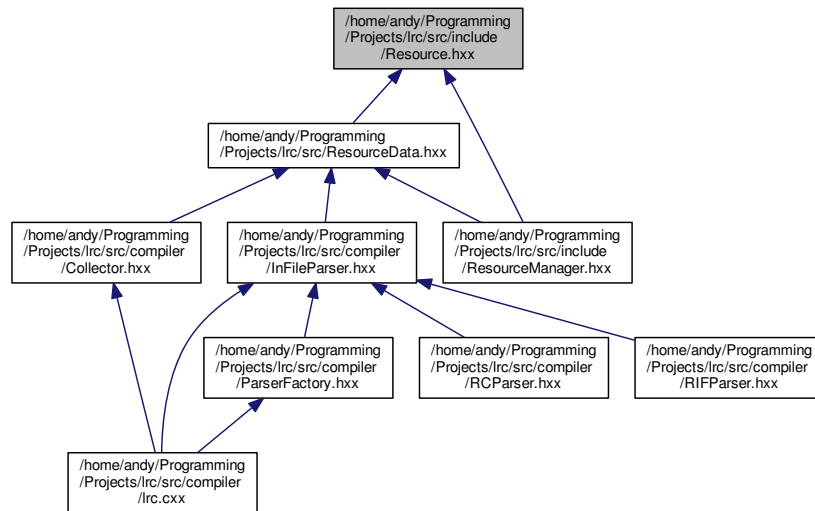 /home/andy/Programming
/Projects/lrc/src/include
/Resource.hxx
/home/andy/Programming
/Projects/lrc/src/ResourceData.hxx
/home/andy/Programming
/Projects/lrc/src/compiler
/Collector.hxx
/home/andy/Programming
/Projects/lrc/src/compiler
/InFileParser.hxx
/home/andy/Programming
/Projects/lrc/src/include
/ResourceManager.hxx
/home/andy/Programming
/Projects/lrc/src/compiler
/ParserFactory.hxx
/home/andy/Programming
/Projects/lrc/src/compiler
/RCParser.hxx
/home/andy/Programming
/Projects/lrc/src/compiler
/RIFParser.hxx
/home/andy/Programming
/Projects/lrc/src/compiler
/lrc.cxx